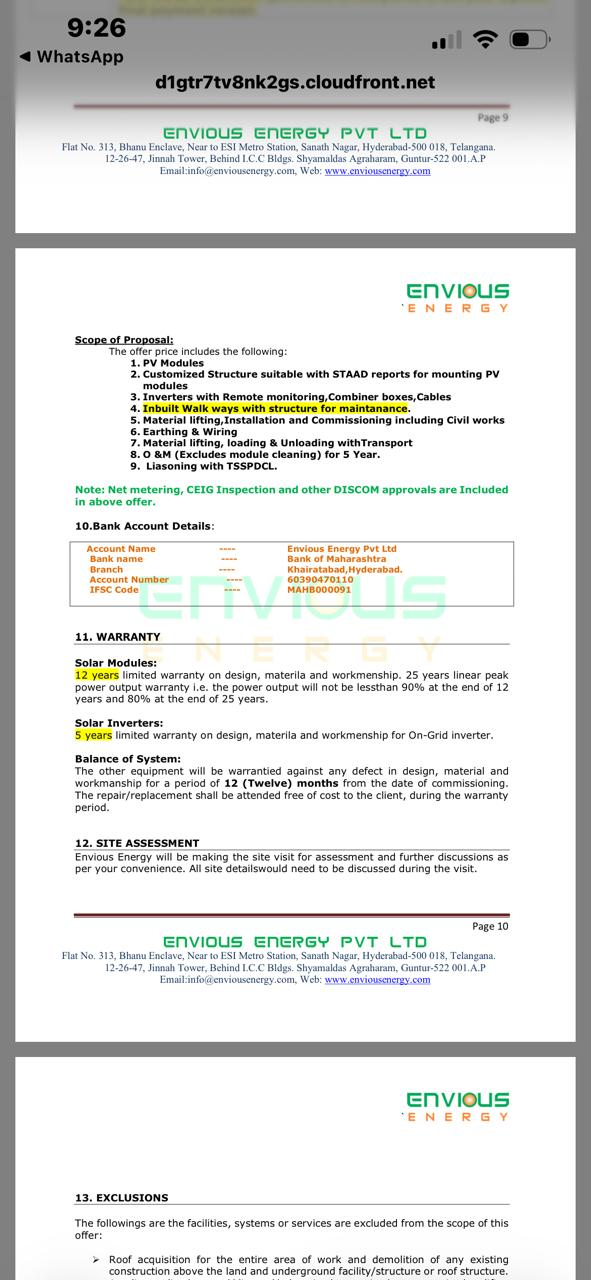 Final payment version.
9:26
◀ WhatsApp
d1gtr7tv8nk2gs.cloudfront.net
Page 9
ENVIOUS ENERGY PVT LTD
Flat No. 313, Bhanu Enclave, Near to ESI Metro Station, Sanath Nagar, Hyderabad-500 018, Telangana.
12-26-47, Jinnah Tower, Behind I.C.C Bldgs. Shyamaldas Agraharam, Guntur-522 001.A.P
Email:info@enviousenergy.com, Web: www.enviousenergy.com
ENVIOUS
ENERGY
Scope of Proposal:
The offer price includes the following:
1. PV Modules
2. Customized Structure suitable with STAAD reports for mounting PV
modules
3. Inverters with Remote monitoring,Combiner boxes,Cables
4. Inbuilt Walk ways with structure for maintanance.
5. Material lifting,Installation and Commissioning including Civil works
6. Earthing & Wiring
7. Material lifting, loading & Unloading withTransport
8. O &M (Excludes module cleaning) for 5 Year.
9. Liasoning with TSSPDCL.
Note: Net metering, CEIG Inspection and other DISCOM approvals are Included
in above offer.
10.Bank Account Details:
Account Name ---- Envious Energy Pvt Ltd
Bank name ---- Bank of Maharashtra
Branch ---- Khairatabad,Hyderabad.
Account Number ---- 60390470110
IFSC Code ---- MAHB000091
ENVIOUS
ENERGY
11. WARRANTY
Solar Modules:
12 years limited warranty on design, materila and workmenship. 25 years linear peak
power output warranty i.e. the power output will not be lessthan 90% at the end of 12
years and 80% at the end of 25 years.
Solar Inverters:
5 years limited warranty on design, materila and workmenship for On-Grid inverter.
Balance of System:
The other equipment will be warrantied against any defect in design, material and
workmanship for a period of 12 (Twelve) months from the date of commissioning.
The repair/replacement shall be attended free of cost to the client, during the warranty
period.
12. SITE ASSESSMENT
Envious Energy will be making the site visit for assessment and further discussions as
per your convenience. All site detailswould need to be discussed during the visit.
Page 10
ENVIOUS ENERGY PVT LTD
Flat No. 313, Bhanu Enclave, Near to ESI Metro Station, Sanath Nagar, Hyderabad-500 018, Telangana.
12-26-47, Jinnah Tower, Behind I.C.C Bldgs. Shyamaldas Agraharam, Guntur-522 001.A.P
Email:info@enviousenergy.com, Web: www.enviousenergy.com
ENVIOUS
ENERGY
13. EXCLUSIONS
The followings are the facilities, systems or services are excluded from the scope of this
offer:
➢ Roof acquisition for the entire area of work and demolition of any existing
construction above the land and underground facility/structure or roof structure.